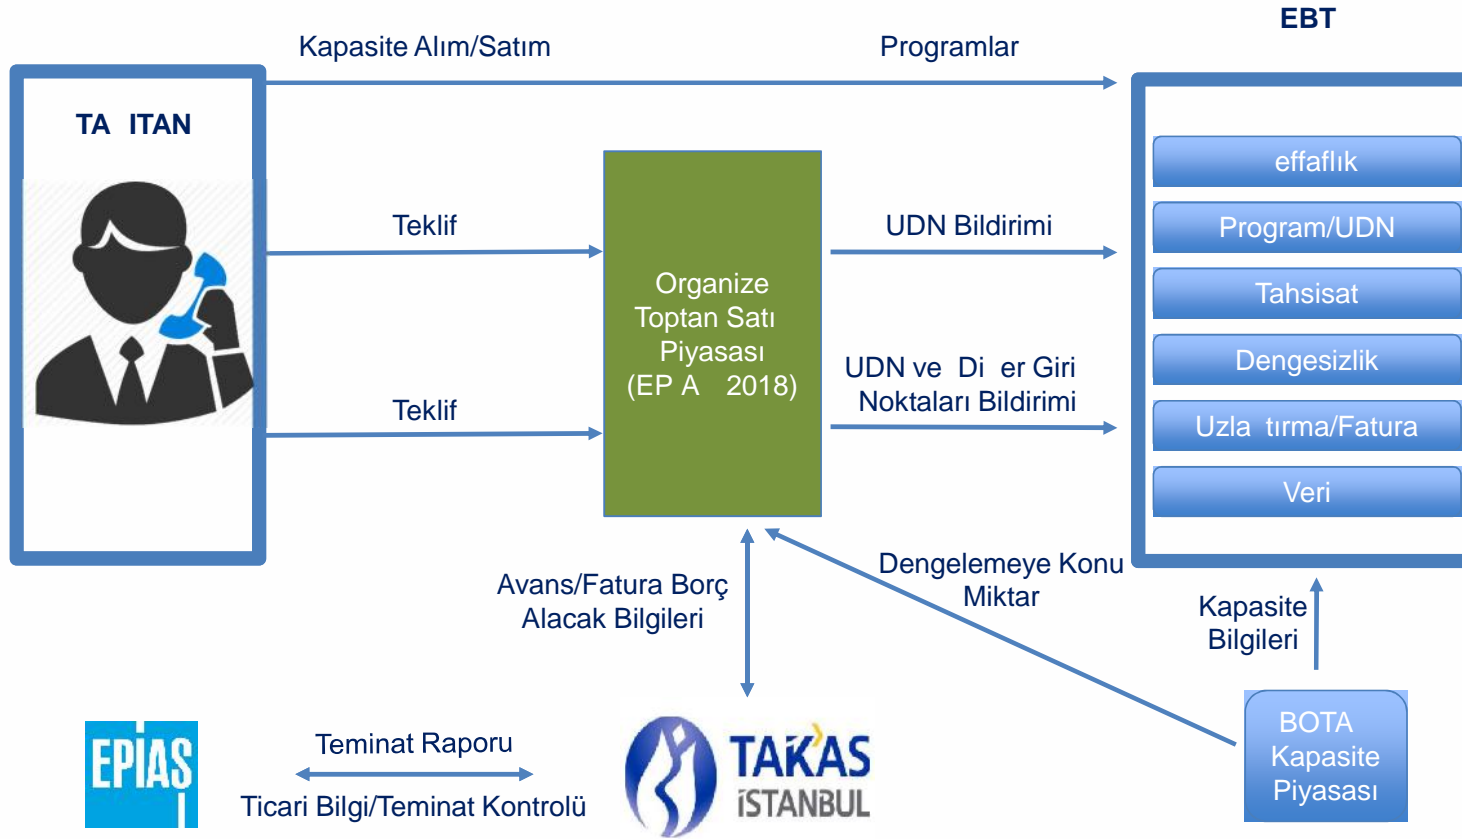 EBT
Kapasite Alım/Satım
Programlar
TA ITAN
effaflık
Teklif
UDN Bildirimi
Program/UDN
Organize
Toptan Satı
Piyasası
(EP A 2018)
Tahsisat
Dengesizlik
UDN ve Di er Giri
Noktaları Bildirimi
Teklif
Uzla tırma/Fatura
Veri
Avans/Fatura Borç
Alacak Bilgileri
Dengelemeye Konu
Miktar
Kapasite
Bilgileri
EPİAŞ
Teminat Raporu
Ticari Bilgi/Teminat Kontrolü
TAKAS
İSTANBUL
BOTA
Kapasite
Piyasası